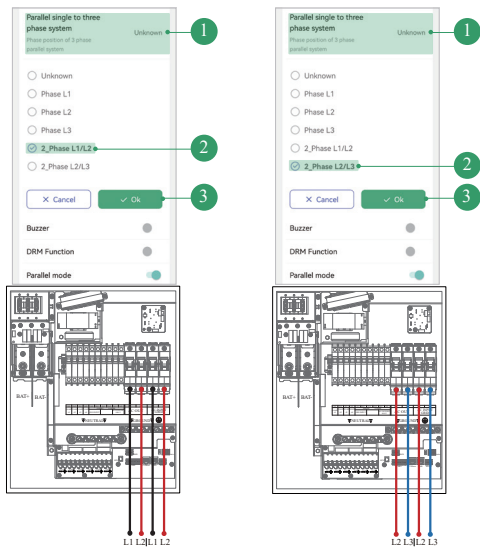 Parallel single to three
phase system
Phase position of 3 phase
parallel system
Unknown
1
Unknown
Phase L1
Phase L2
Phase L3
2_Phase L1/L2
2
2_Phase L2/L3
Cancel
Ok
3
Buzzer
DRM Function
Parallel mode
BAT+
BAT-
NEUTRAL
GROUND
L1 L2 L1 L2
Parallel single to three
phase system
Phase position of 3 phase
parallel system
Unknown
1
Unknown
Phase L1
Phase L2
Phase L3
2_Phase L1/L2
2_Phase L2/L3
2
Cancel
Ok
3
Buzzer
DRM Function
Parallel mode
BAT+
BAT-
NEUTRAL
GROUND
L2 L3 L2 L3